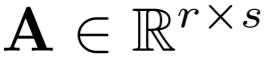 𝐀 ∈ ℝ^{r×s}